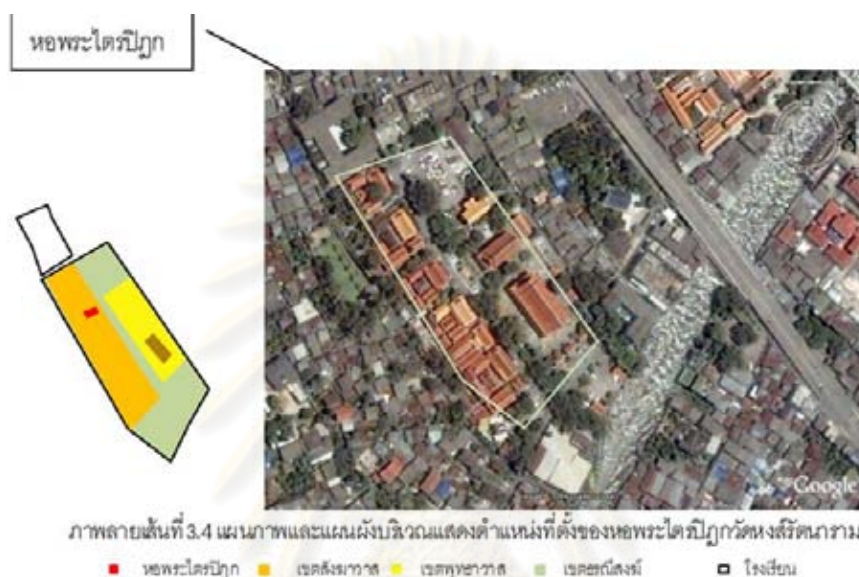 หอพระไตรปิฎก
Google
ภาพลายเส้นที่ 3.4 แผนภาพและแผนผังบริเวณแสดงตำแหน่งที่ตั้งของหอพระไตรปิฎกวัดหงส์รัตนาราม
หอพระไตรปิฎก เขตสังฆาวาส เขตพุทธาวาส เขตธรณีสงฆ์ โรงเรียน